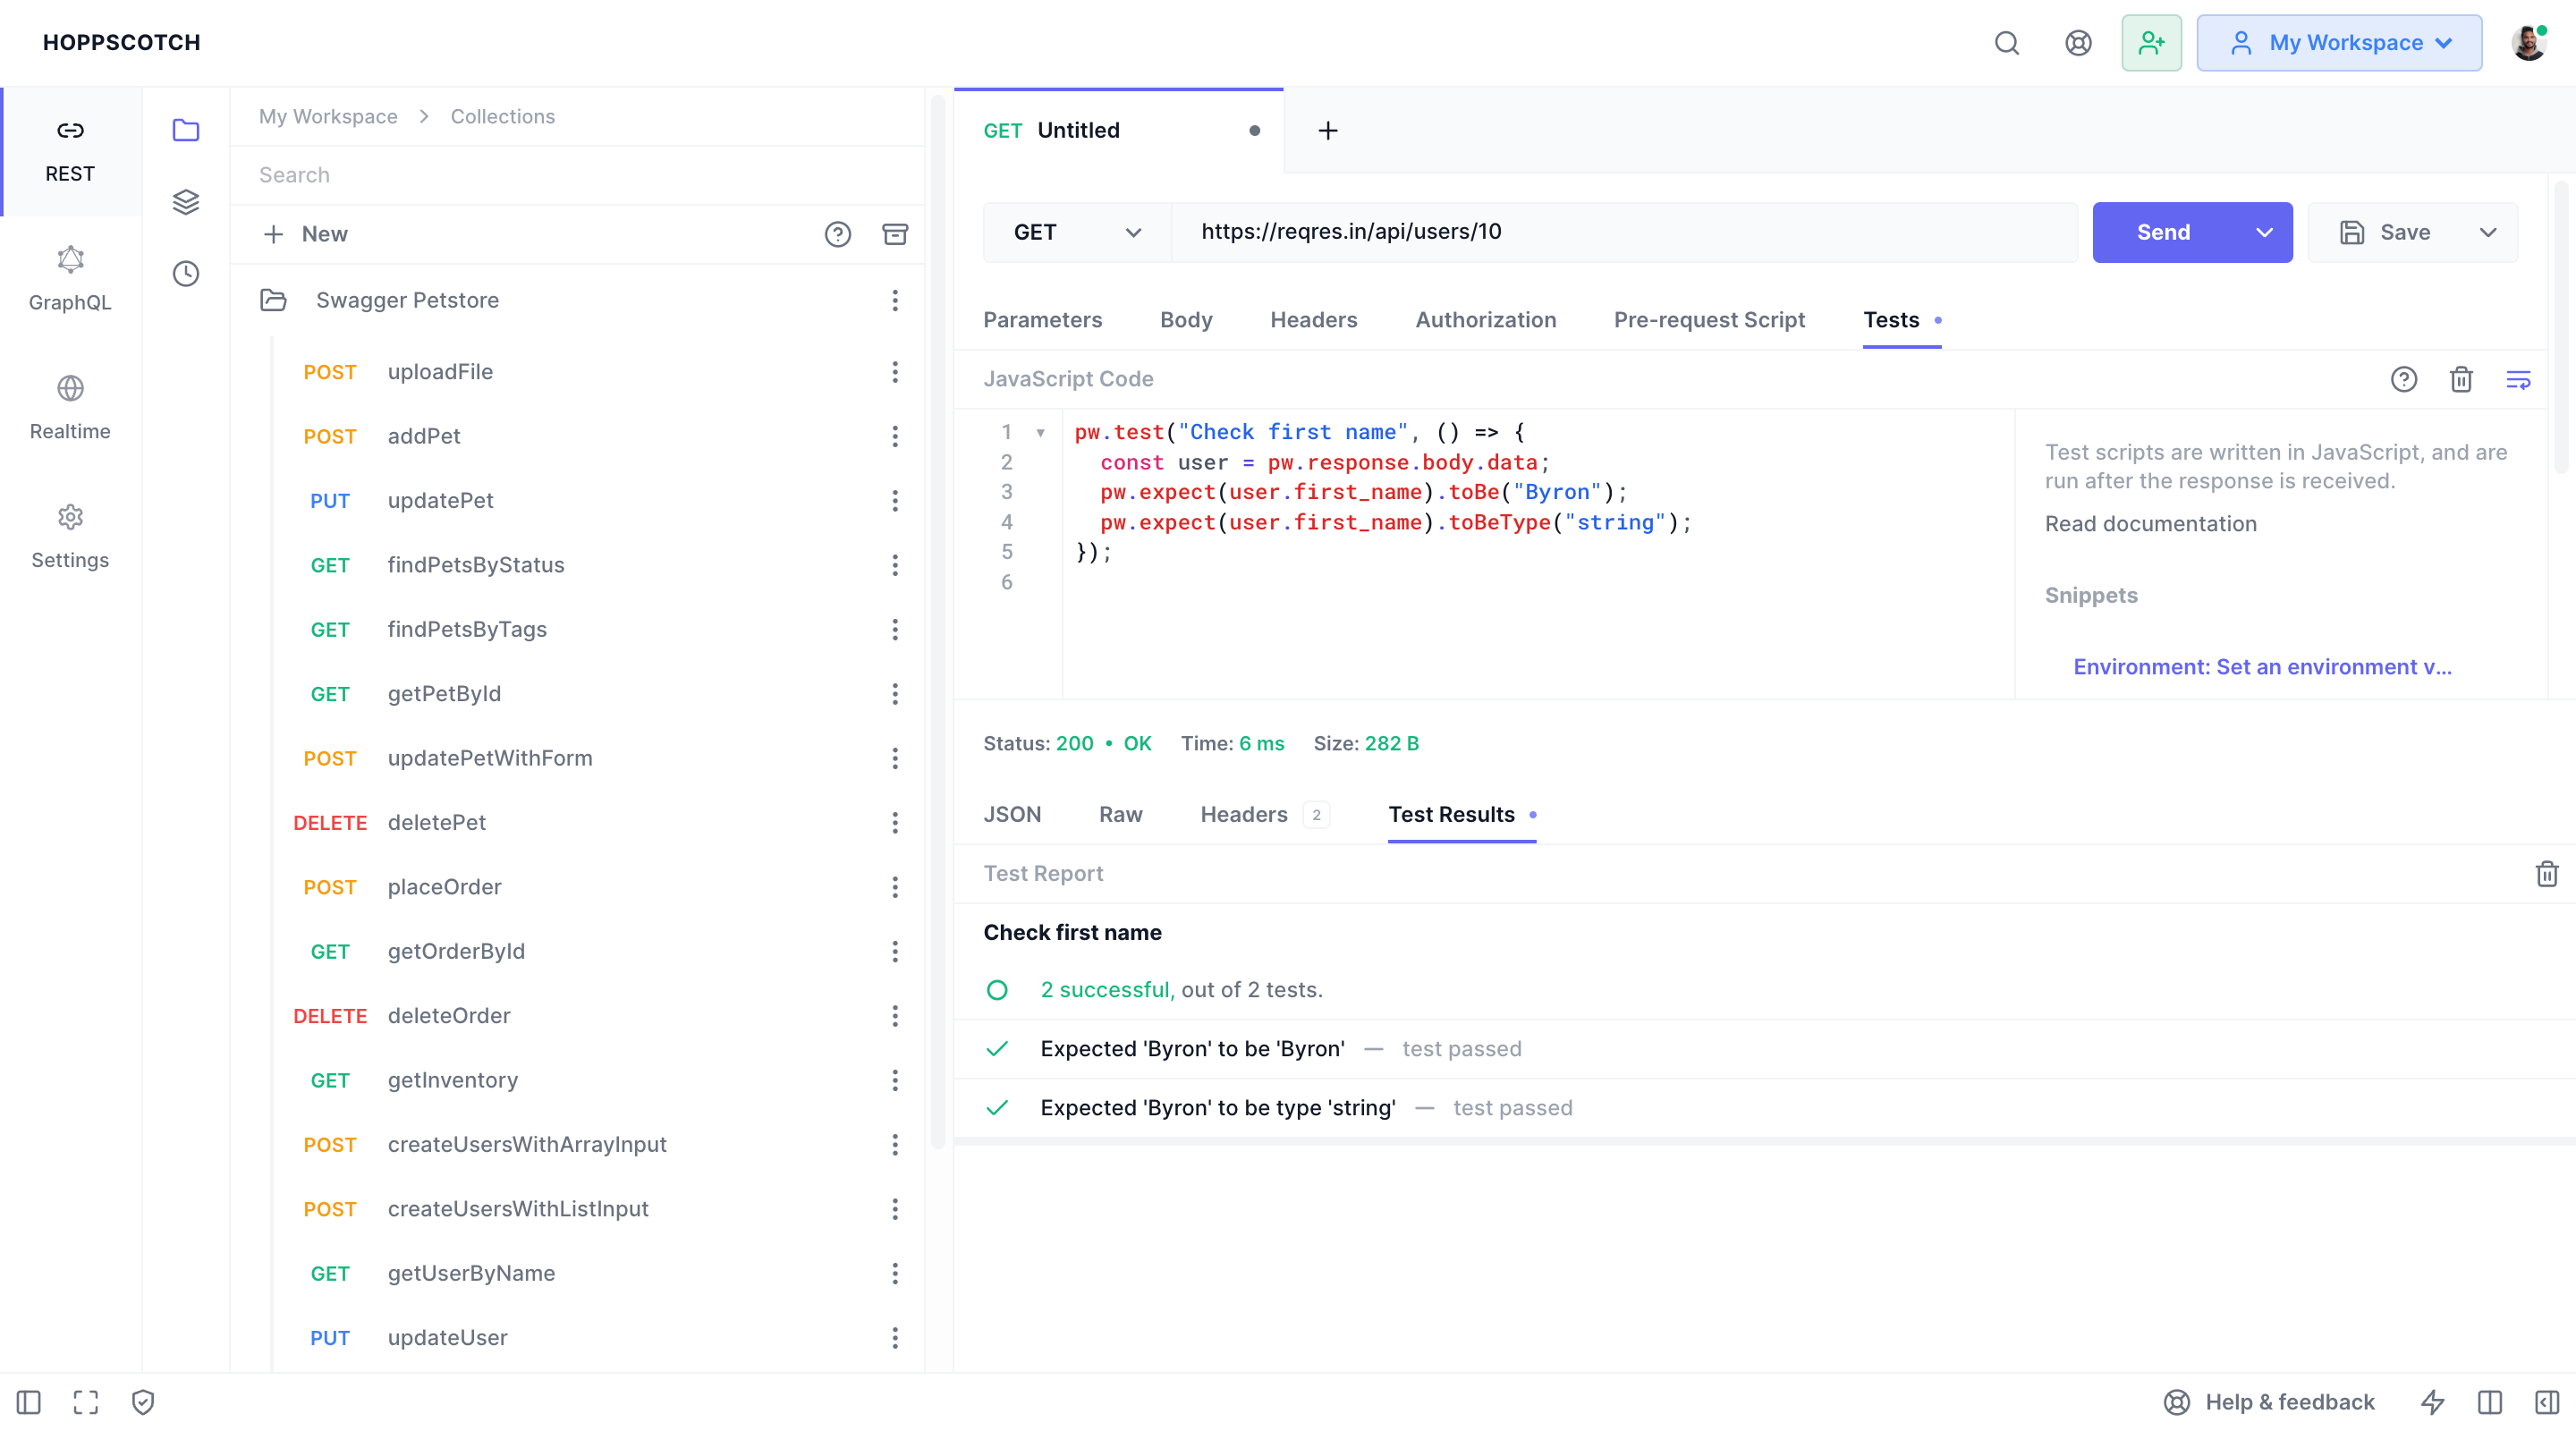 HOPPSCOTCH
My Workspace
REST
GraphQL
Realtime
Settings
My Workspace > Collections
Search
New
Swagger Petstore
POST uploadFile
POST addPet
PUT updatePet
GET findPetsByStatus
GET findPetsByTags
GET getPetById
POST updatePetWithForm
DELETE deletePet
POST placeOrder
GET getOrderById
DELETE deleteOrder
GET getInventory
POST createUsersWithArrayInput
POST createUsersWithListInput
GET getUserByName
PUT updateUser
GET Untitled
GET https://reqres.in/api/users/10 Send Save
Parameters Body Headers Authorization Pre-request Script Tests
JavaScript Code
1 pw.test("Check first name", () => {
2 const user = pw.response.body.data;
3 pw.expect(user.first_name).toBe("Byron");
4 pw.expect(user.first_name).toBeType("string");
5 });
6
Test scripts are written in JavaScript, and are
run after the response is received.
Read documentation
Snippets
Environment: Set an environment v...
Status: 200 • OK Time: 6 ms Size: 282 B
JSON Raw Headers 2 Test Results
Test Report
Check first name
2 successful, out of 2 tests.
Expected 'Byron' to be 'Byron' — test passed
Expected 'Byron' to be type 'string' — test passed
Help & feedback